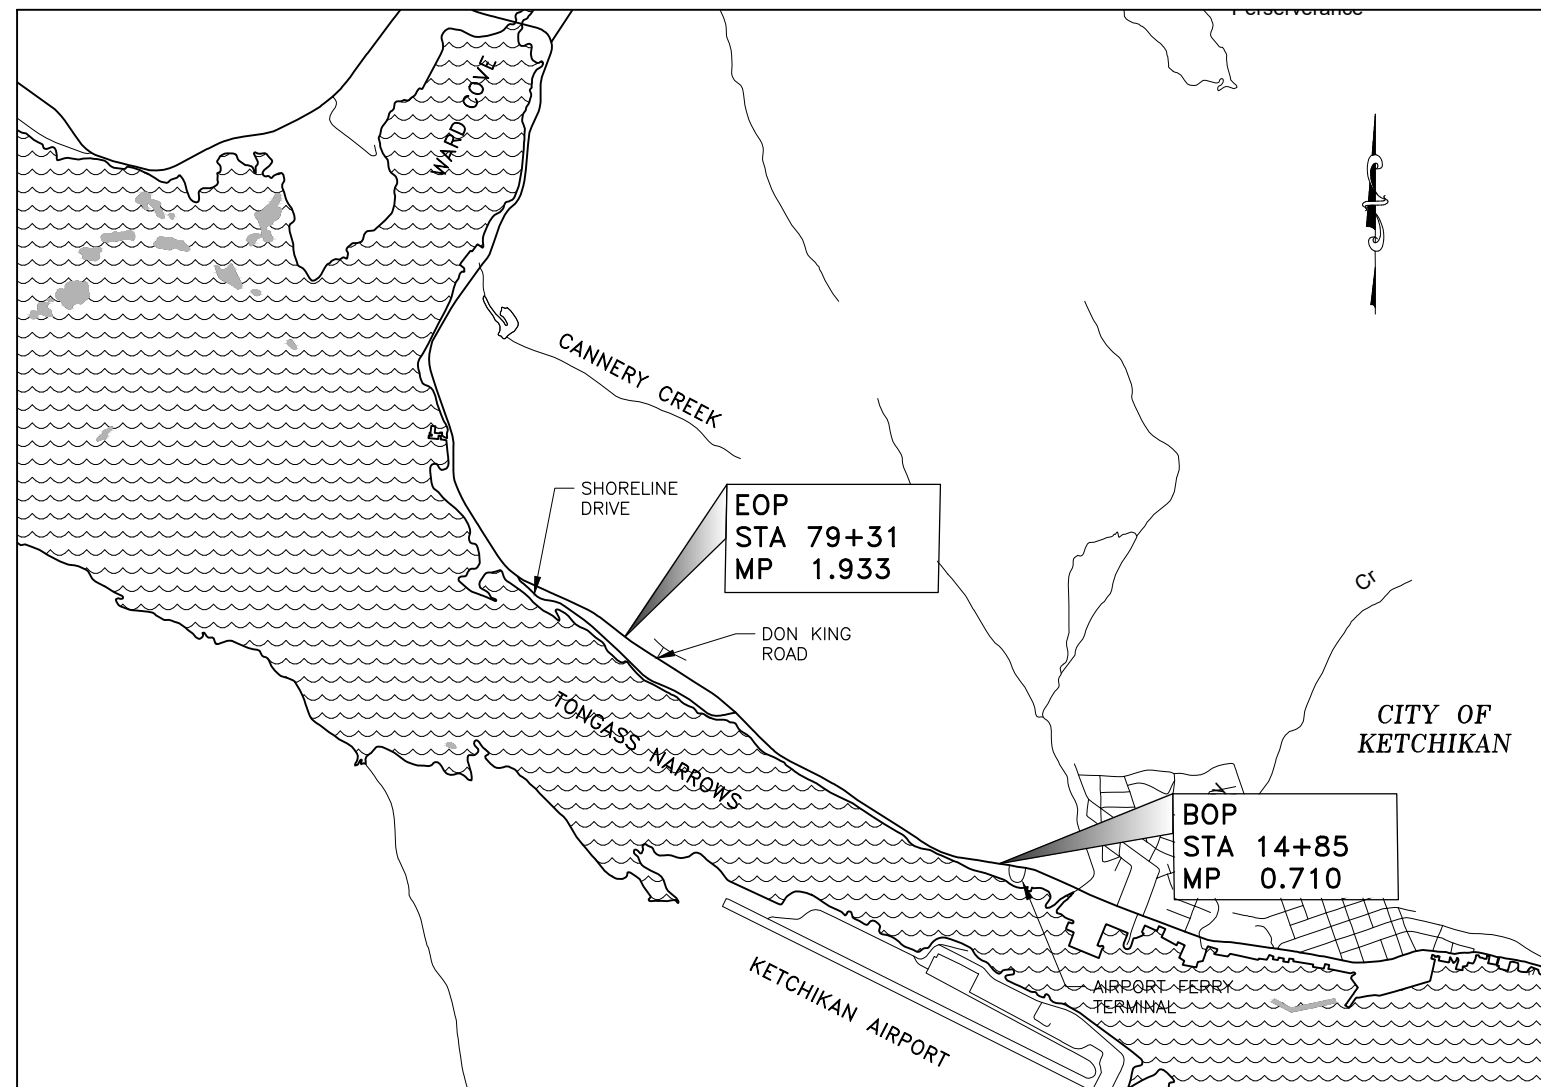 WARD COVE
CANNERY CREEK
SHORELINE
DRIVE
EOP
STA 79+31
MP 1.933
DON KING
ROAD
Cr
TONGASS NARROWS
CITY OF
KETCHIKAN
BOP
STA 14+85
MP 0.710
AIRPORT FERRY
TERMINAL
KETCHIKAN AIRPORT